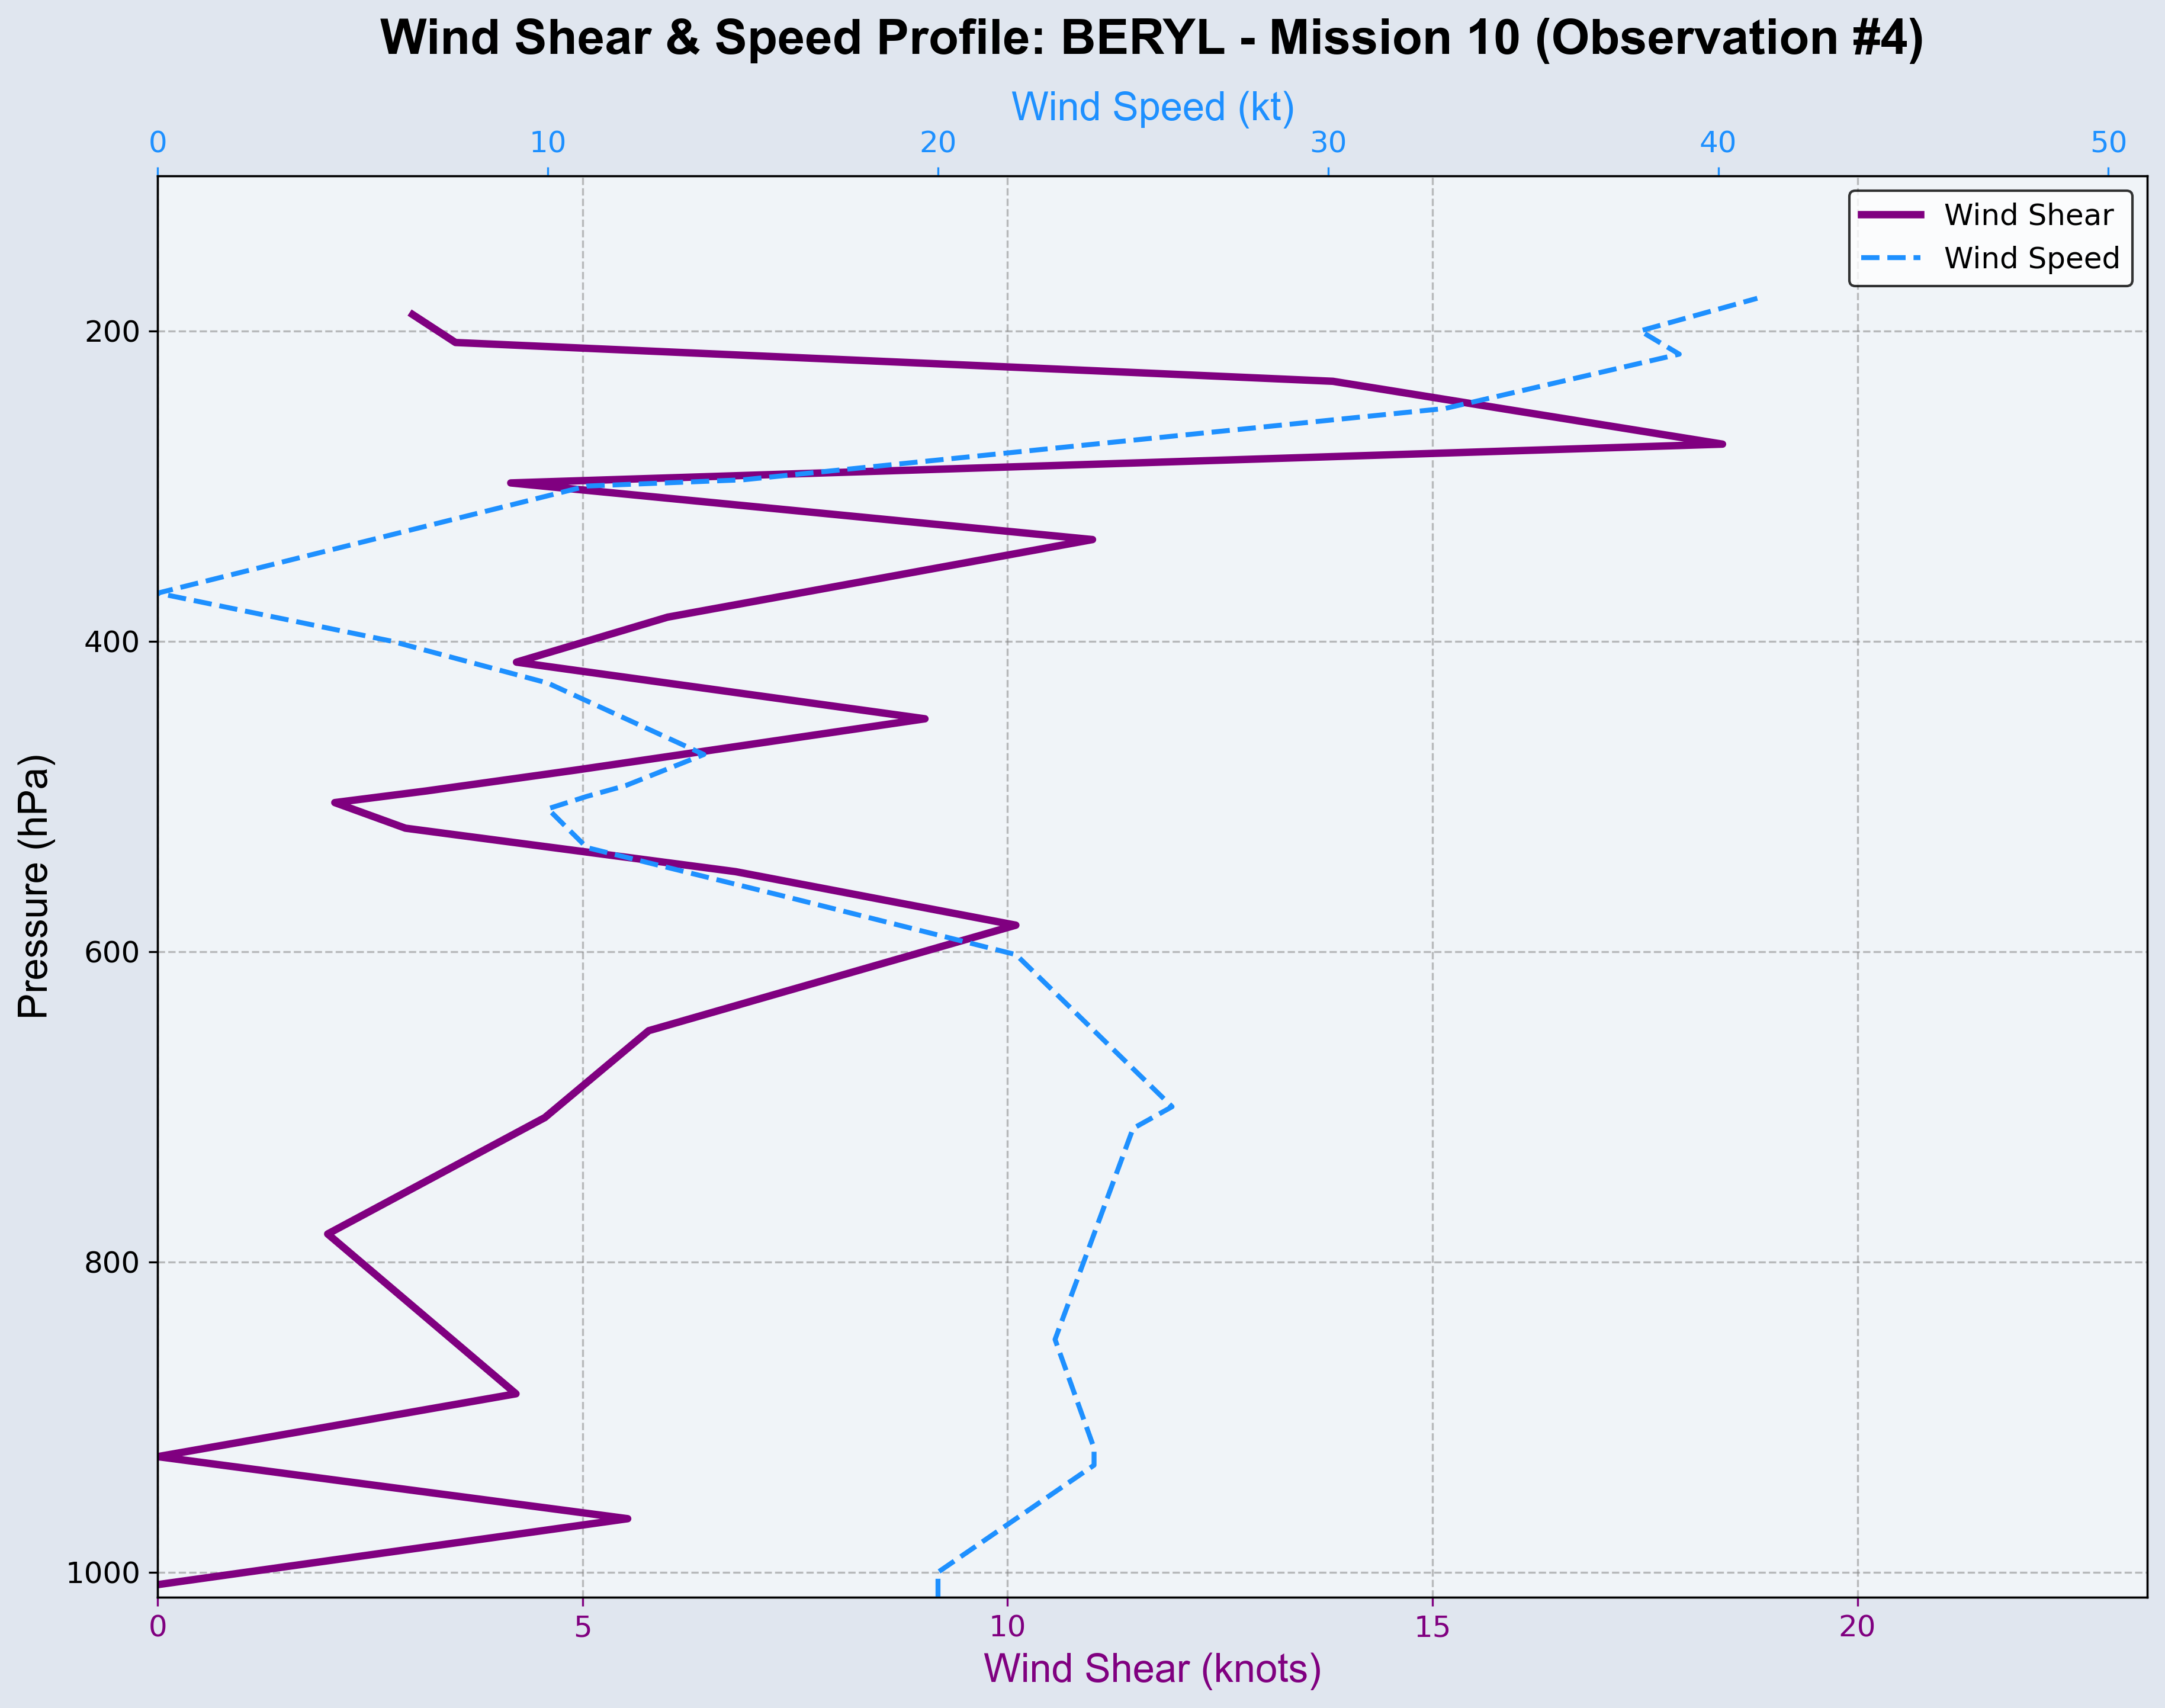 Wind Shear & Speed Profile: BERYL - Mission 10 (Observation #4)
Wind Speed (kt)
0 10 20 30 40 50
Wind Shear
Wind Speed
200
400
600
800
1000
Pressure (hPa)
0 5 10 15 20
Wind Shear (knots)